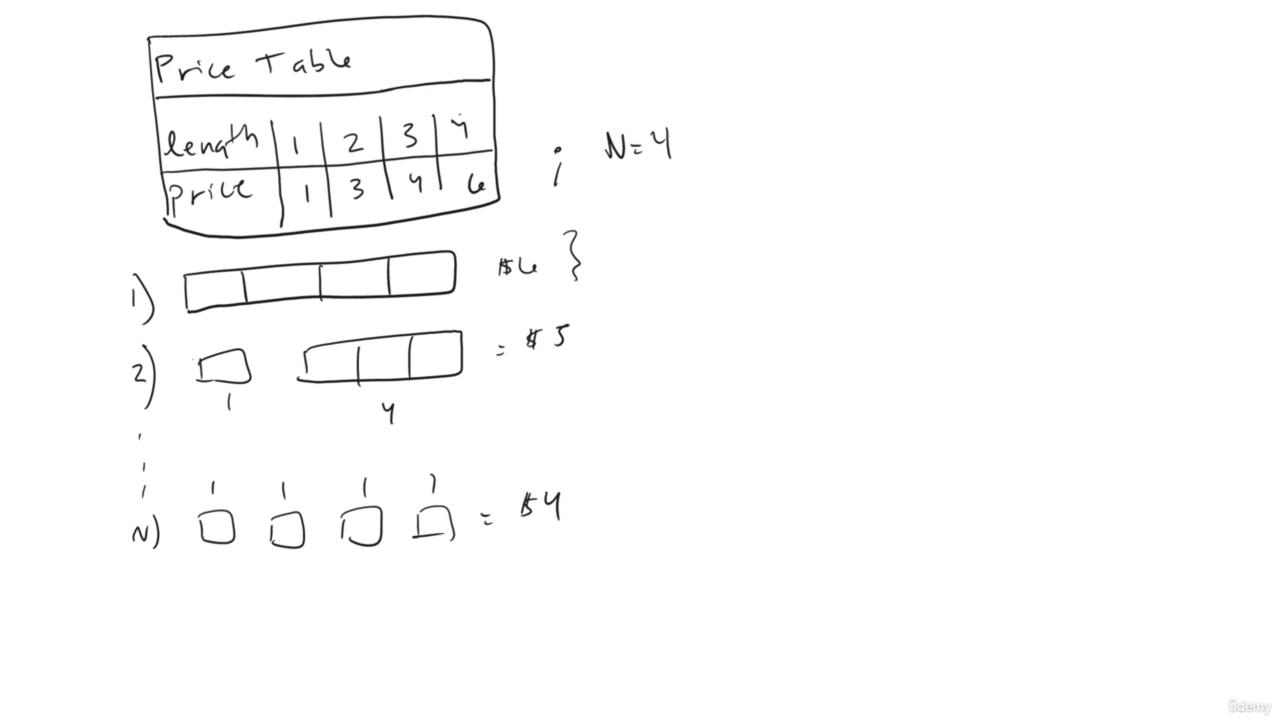 Price Table
length 1 2 3 4
Price 1 3 4 6
; N=4
1) $6 }
2) = $5
1 4
N) 1 1 1 1 = $4
ûdemy